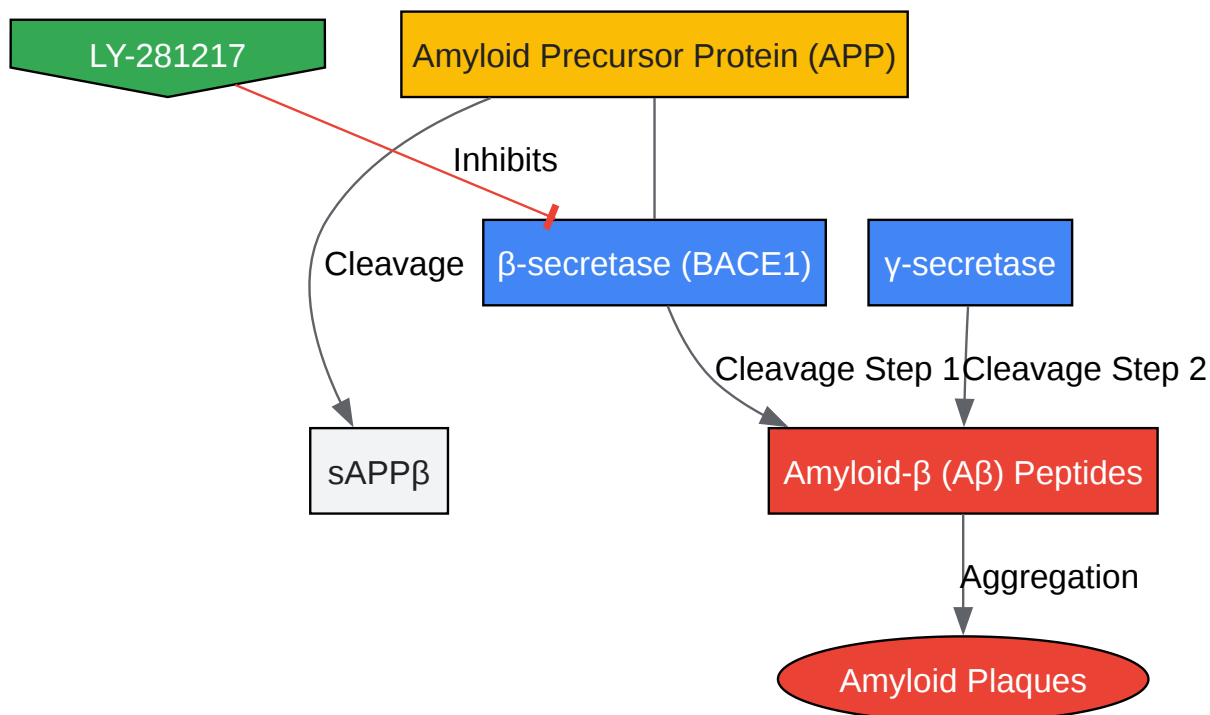 LY-281217
Amyloid Precursor Protein (APP)
Inhibits
Cleavage
β-secretase (BACE1)
γ-secretase
Cleavage Step 1
Cleavage Step 2
sAPPβ
Amyloid-β (Aβ) Peptides
Aggregation
Amyloid Plaques